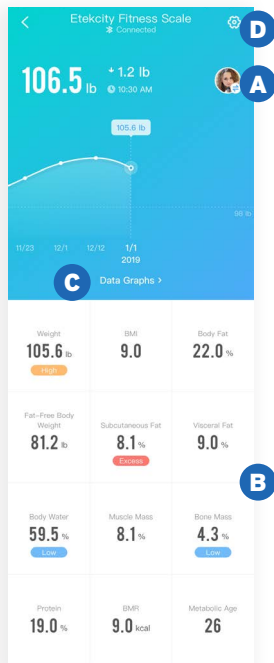 Etekcity Fitness Scale
Connected
D
106.5 lb
+ 1.2 lb
10:30 AM
A
105.6 lb
96 lb
11/23 12/1 12/12 1/1
2019
C
Data Graphs >
Weight BMI Body Fat
105.6 lb 9.0 22.0 %
High
Fat-Free Body
Weight Subcutaneous Fat Visceral Fat
81.2 lb 8.1 % 9.0 %
Excess
B
Body Water Muscle Mass Bone Mass
59.5 % 8.1 % 4.3 %
Low Low
Protein BMR Metabolic Age
19.0 % 9.0 kcal 26